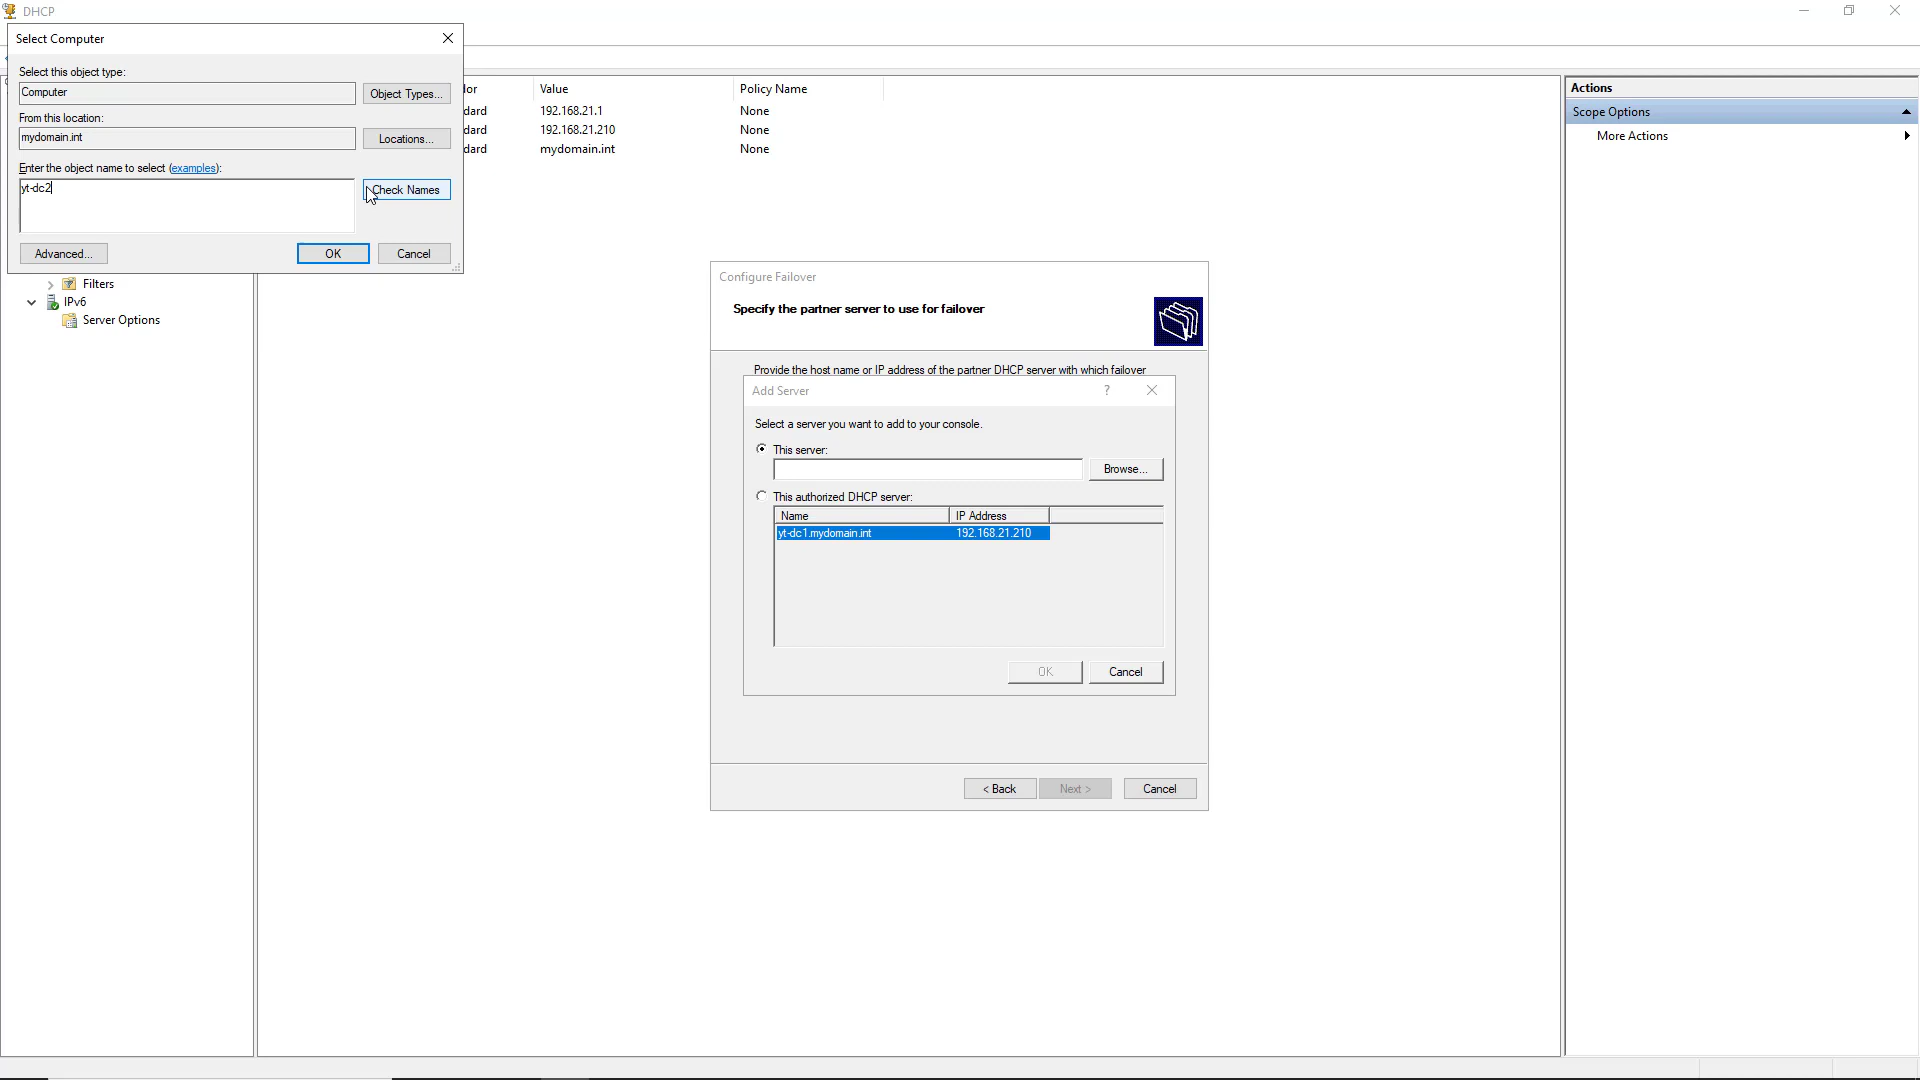 DHCP
Select Computer
Select this object type:
Computer
Object Types...
From this location:
mydomain.int
Locations...
Enter the object name to select (examples):
yt-dc2
Check Names
Advanced...
OK
Cancel
Filters
IPv6
Server Options
Value
Policy Name
dard
192.168.21.1
None
dard
192.168.21.210
None
dard
mydomain.int
None
Configure Failover
Specify the partner server to use for failover
Provide the host name or IP address of the partner DHCP server with which failover
Add Server
?
Select a server you want to add to your console.
This server:
Browse...
This authorized DHCP server:
Name
IP Address
yt-dc1.mydomain.int
192.168.21.210
OK
Cancel
< Back
Next >
Cancel
Actions
Scope Options
More Actions